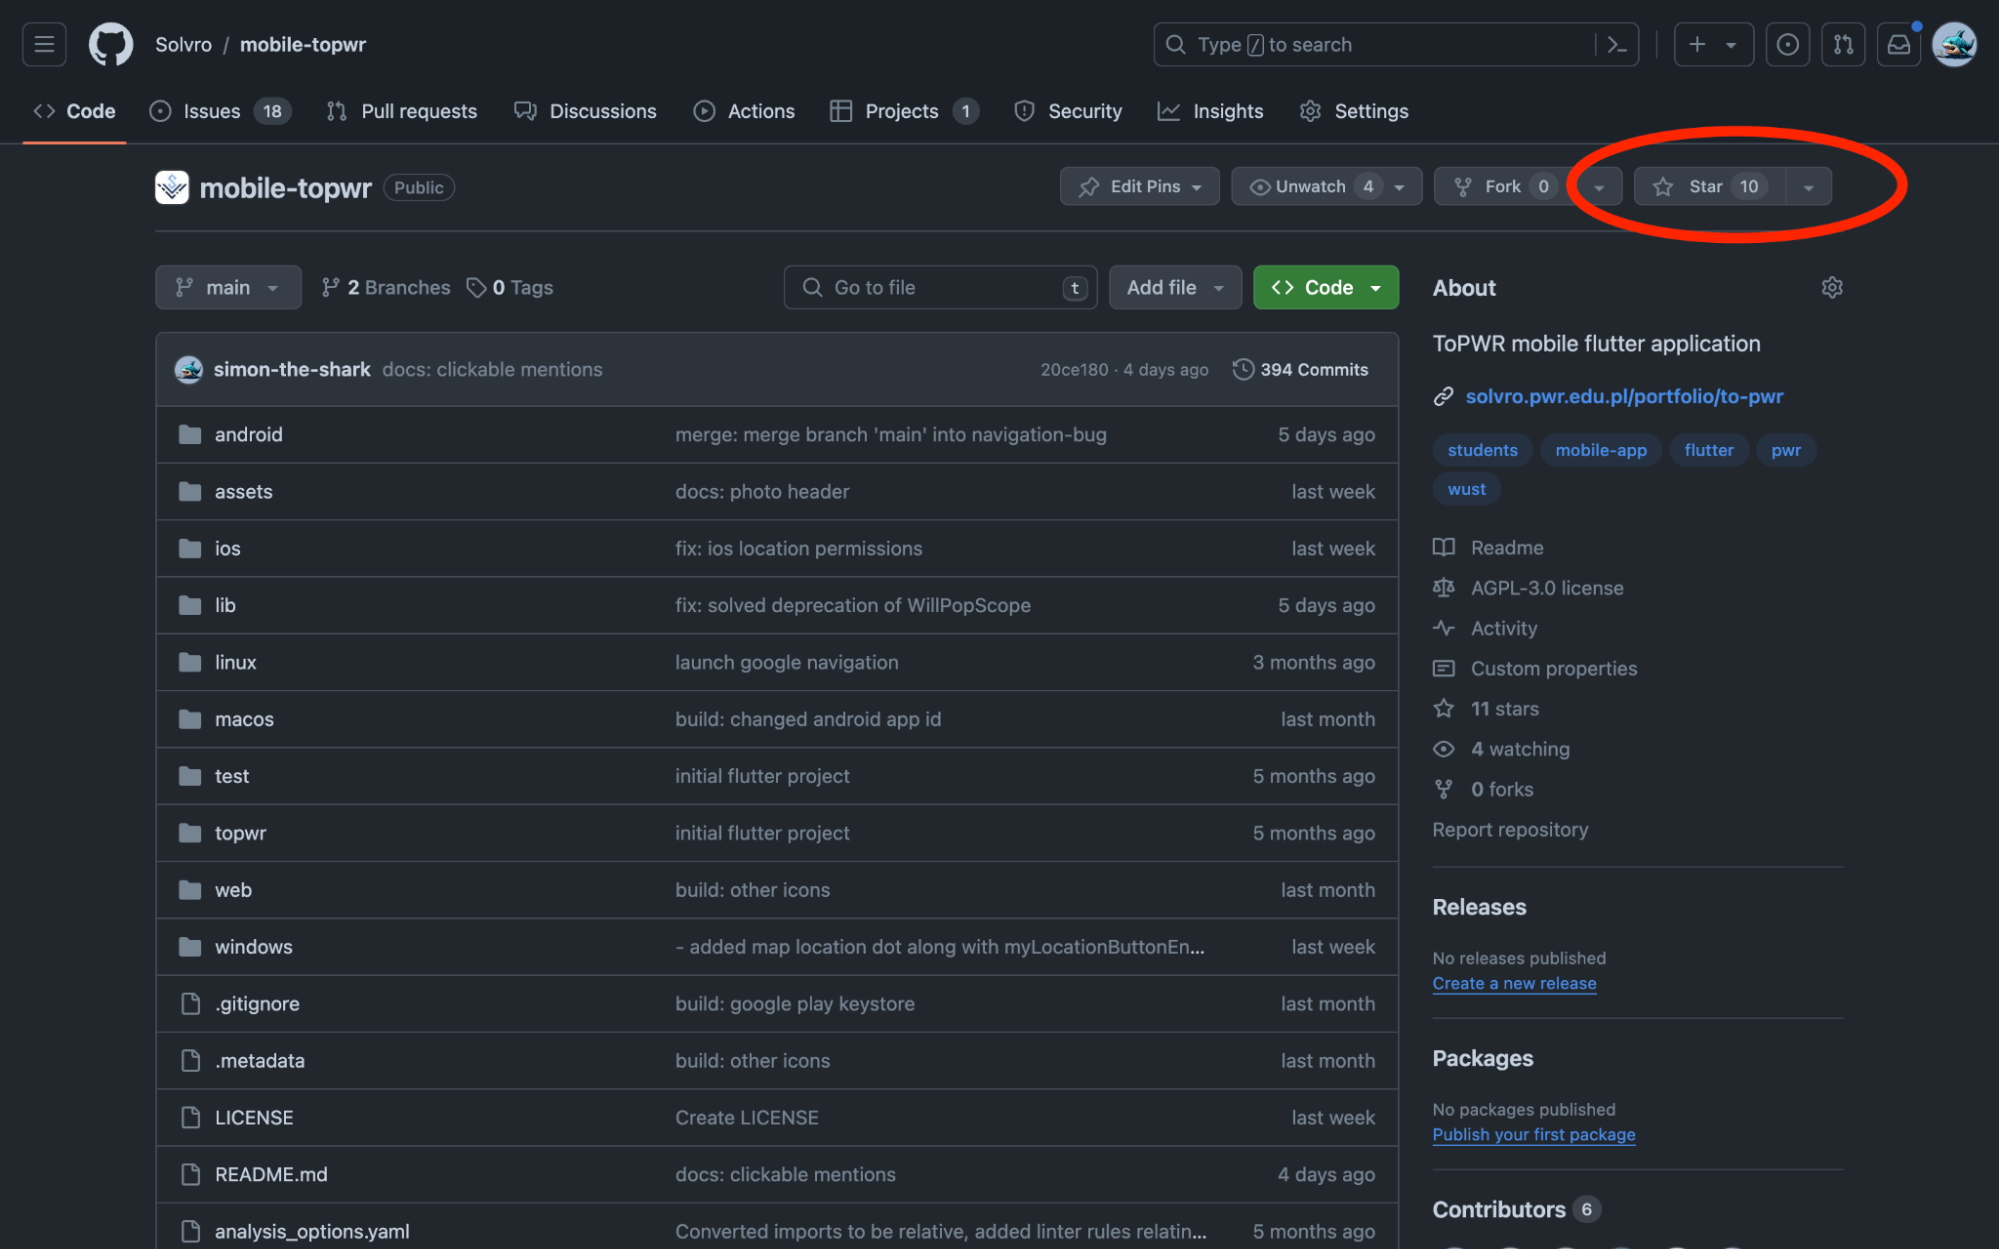 Solvro / mobile-topwr
Type / to search
Code
Issues 18
Pull requests
Discussions
Actions
Projects 1
Security
Insights
Settings
mobile-topwr Public
Edit Pins
Unwatch 4
Fork 0
Star 10
main
2 Branches
0 Tags
Go to file t
Add file
Code
simon-the-shark docs: clickable mentions 20ce180 · 4 days ago 394 Commits
android merge: merge branch 'main' into navigation-bug 5 days ago
assets docs: photo header last week
ios fix: ios location permissions last week
lib fix: solved deprecation of WillPopScope 5 days ago
linux launch google navigation 3 months ago
macos build: changed android app id last month
test initial flutter project 5 months ago
topwr initial flutter project 5 months ago
web build: other icons last month
windows - added map location dot along with myLocationButtonEn... last week
.gitignore build: google play keystore last month
.metadata build: other icons last month
LICENSE Create LICENSE last week
README.md docs: clickable mentions 4 days ago
analysis_options.yaml Converted imports to be relative, added linter rules relatin... 5 months ago
About
ToPWR mobile flutter application
solvro.pwr.edu.pl/portfolio/to-pwr
students mobile-app flutter pwr
wust
Readme
AGPL-3.0 license
Activity
Custom properties
11 stars
4 watching
0 forks
Report repository
Releases
No releases published
Create a new release
Packages
No packages published
Publish your first package
Contributors 6